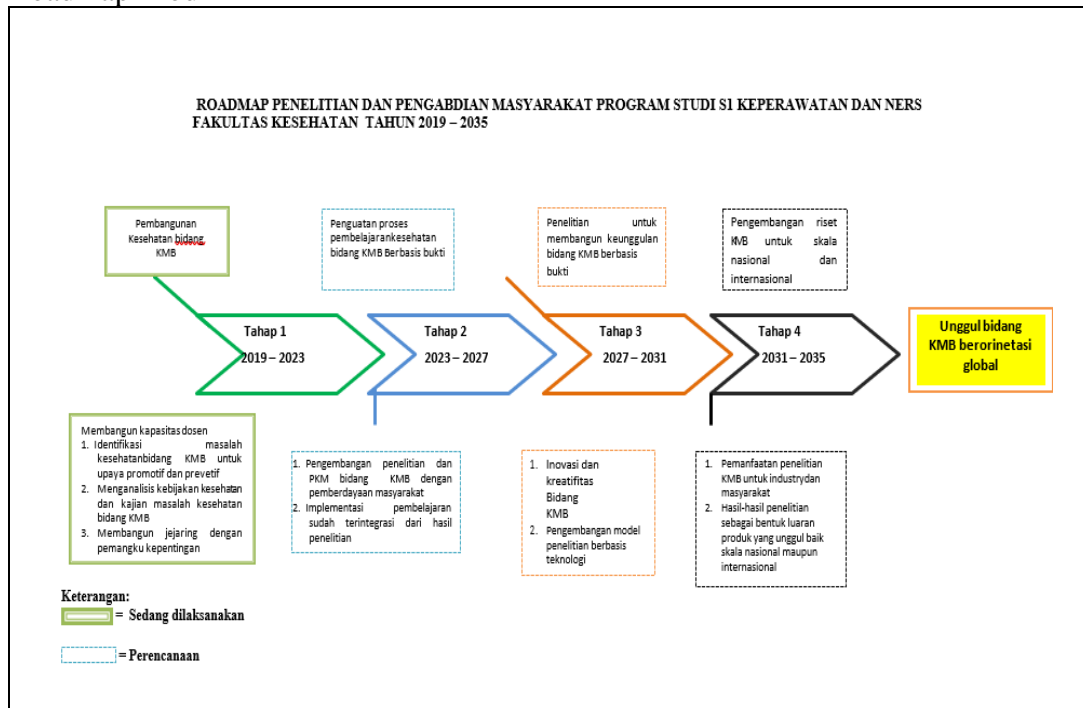 ROADMAP PENELITIAN DAN PENGABDIAN MASYARAKAT PROGRAM STUDI S1 KEPERAWATAN DAN NERS
FAKULTAS KESEHATAN TAHUN 2019 – 2035
Pembangunan
Kesehatan bidang
KMB
Penguatan proses
pembelajarankesehatan
bidang KMB Berbasis bukti
Penelitian untuk
membangun keunggulan
bidang KMB berbasis
bukti
Pengembangan riset
KMB untuk skala
nasional dan
internasional
Tahap 1
2019 – 2023
Tahap 2
2023 – 2027
Tahap 3
2027 – 2031
Tahap 4
2031 – 2035
Unggul bidang
KMB berorinetasi
global
Membangun kapasitas dosen
1. Identifikasi masalah
kesehatanbidang KMB untuk
upaya promotif dan prevetif
2. Menganalisis kebijakan kesehatan
dan kajian masalah kesehatan
bidang KMB
3. Membangun jejaring dengan
pemangku kepentingan
1. Pengembangan penelitian dan
PKM bidang KMB dengan
pemberdayaan masyarakat
2. Implementasi pembelajaran
sudah terintegrasi dari hasil
penelitian
1. Inovasi dan
kreatifitas
Bidang
KMB
2. Pengembangan model
penelitian berbasis
teknologi
1. Pemanfaatan penelitian
KMB untuk industrydan
masyarakat
2. Hasil-hasil penelitian
sebagai bentuk luaran
produk yang unggul baik
skala nasional maupun
internasional
Keterangan:
= Sedang dilaksanakan
= Perencanaan